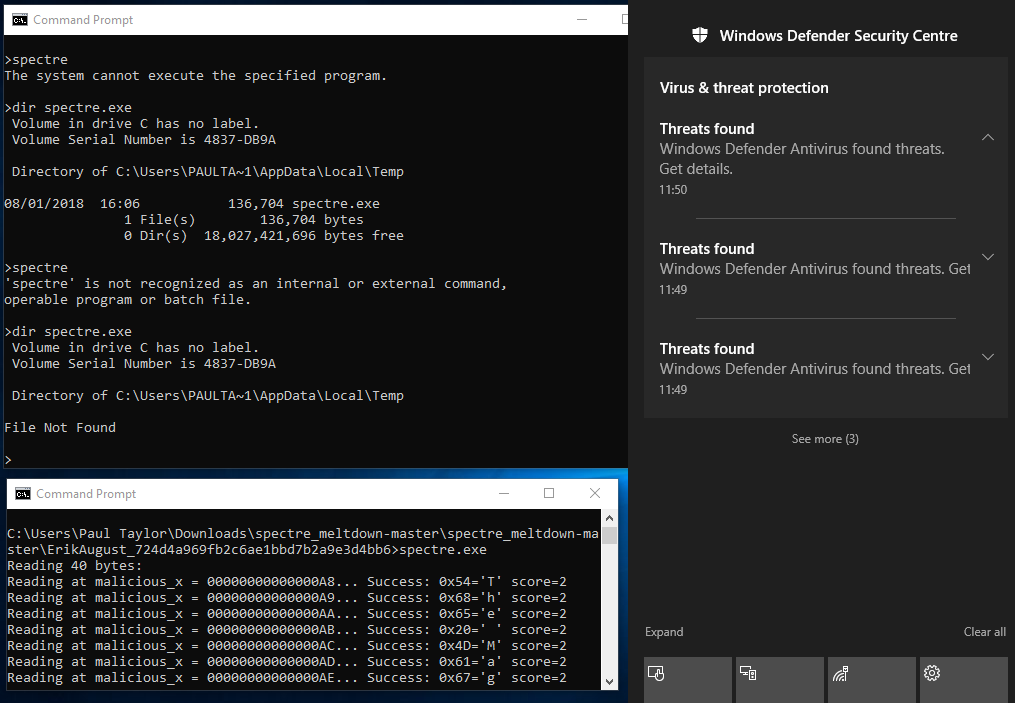 Command Prompt
>spectre
The system cannot execute the specified program.
>dir spectre.exe
Volume in drive C has no label.
Volume Serial Number is 4837-DB9A
Directory of C:\Users\PAULTA~1\AppData\Local\Temp
08/01/2018  16:06           136,704 spectre.exe
1 File(s)        136,704 bytes
0 Dir(s)  18,027,421,696 bytes free
>spectre
'spectre' is not recognized as an internal or external command,
operable program or batch file.
>dir spectre.exe
Volume in drive C has no label.
Volume Serial Number is 4837-DB9A
Directory of C:\Users\PAULTA~1\AppData\Local\Temp
File Not Found
>
Command Prompt
C:\Users\Paul Taylor\Downloads\spectre_meltdown-master\spectre_meltdown-ma
ster\ErikAugust_724d4a969fb2c6ae1bbd7b2a9e3d4bb6>spectre.exe
Reading 40 bytes:
Reading at malicious_x = 00000000000000A8... Success: 0x54='T' score=2
Reading at malicious_x = 00000000000000A9... Success: 0x68='h' score=2
Reading at malicious_x = 00000000000000AA... Success: 0x65='e' score=2
Reading at malicious_x = 00000000000000AB... Success: 0x20=' ' score=2
Reading at malicious_x = 00000000000000AC... Success: 0x4D='M' score=2
Reading at malicious_x = 00000000000000AD... Success: 0x61='a' score=2
Reading at malicious_x = 00000000000000AE... Success: 0x67='g' score=2
Windows Defender Security Centre
Virus & threat protection
Threats found
Windows Defender Antivirus found threats.
Get details.
11:50
Threats found
Windows Defender Antivirus found threats. Get
11:49
Threats found
Windows Defender Antivirus found threats. Get
11:49
See more (3)
Expand
Clear all